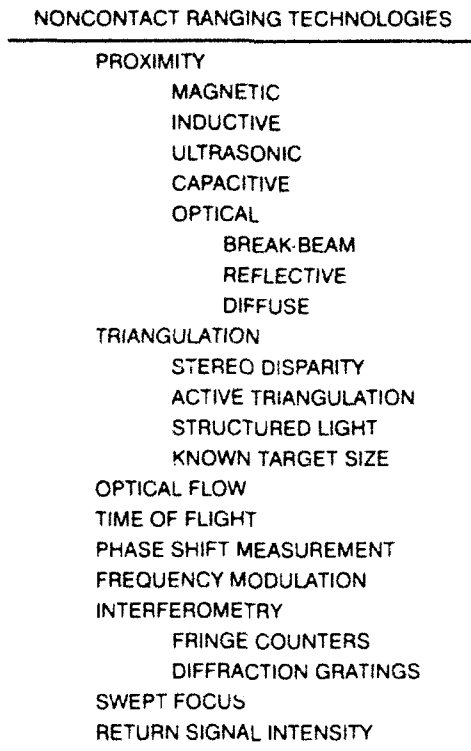 NONCONTACT RANGING TECHNOLOGIES
PROXIMITY
MAGNETIC
INDUCTIVE
ULTRASONIC
CAPACITIVE
OPTICAL
BREAK-BEAM
REFLECTIVE
DIFFUSE
TRIANGULATION
STEREO DISPARITY
ACTIVE TRIANGULATION
STRUCTURED LIGHT
KNOWN TARGET SIZE
OPTICAL FLOW
TIME OF FLIGHT
PHASE SHIFT MEASUREMENT
FREQUENCY MODULATION
INTERFEROMETRY
FRINGE COUNTERS
DIFFRACTION GRATINGS
SWEPT FOCUS
RETURN SIGNAL INTENSITY